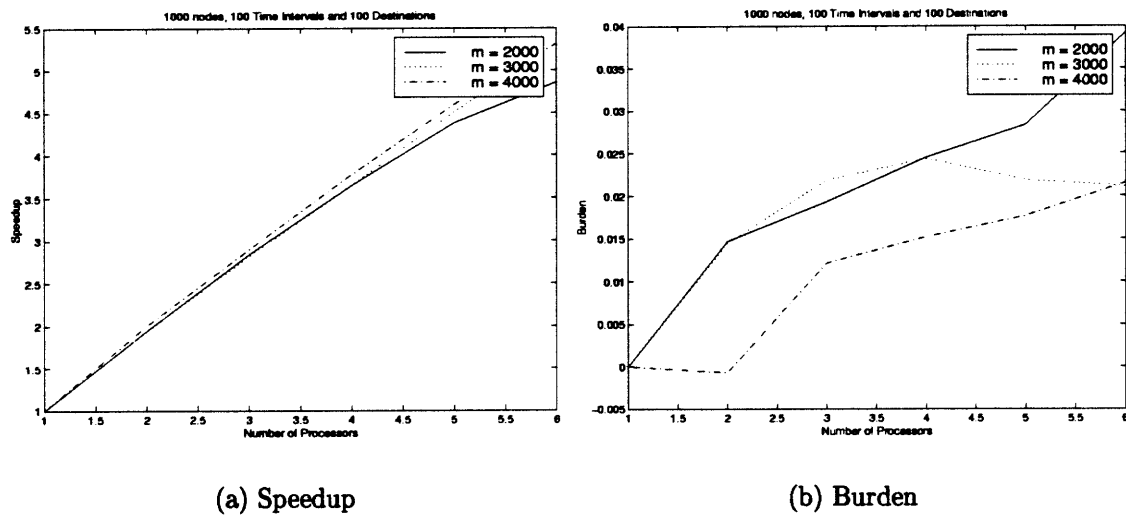 1000 nodes, 100 Time Intervals and 100 Destinations
5.5
5
4.5
4
3.5
3
2.5
2
1.5
1
Speedup
m = 2000
m = 3000
m = 4000
1 1.5 2 2.5 3 3.5 4 4.5 5 5.5 6
Number of Processors
(a) Speedup
1000 nodes, 100 Time Intervals and 100 Destinations
0.04
0.035
0.03
0.025
0.02
0.015
0.01
0.005
0
-0.005
Burden
m = 2000
m = 3000
m = 4000
1 1.5 2 2.5 3 3.5 4 4.5 5 5.5 6
Number of Processors
(b) Burden